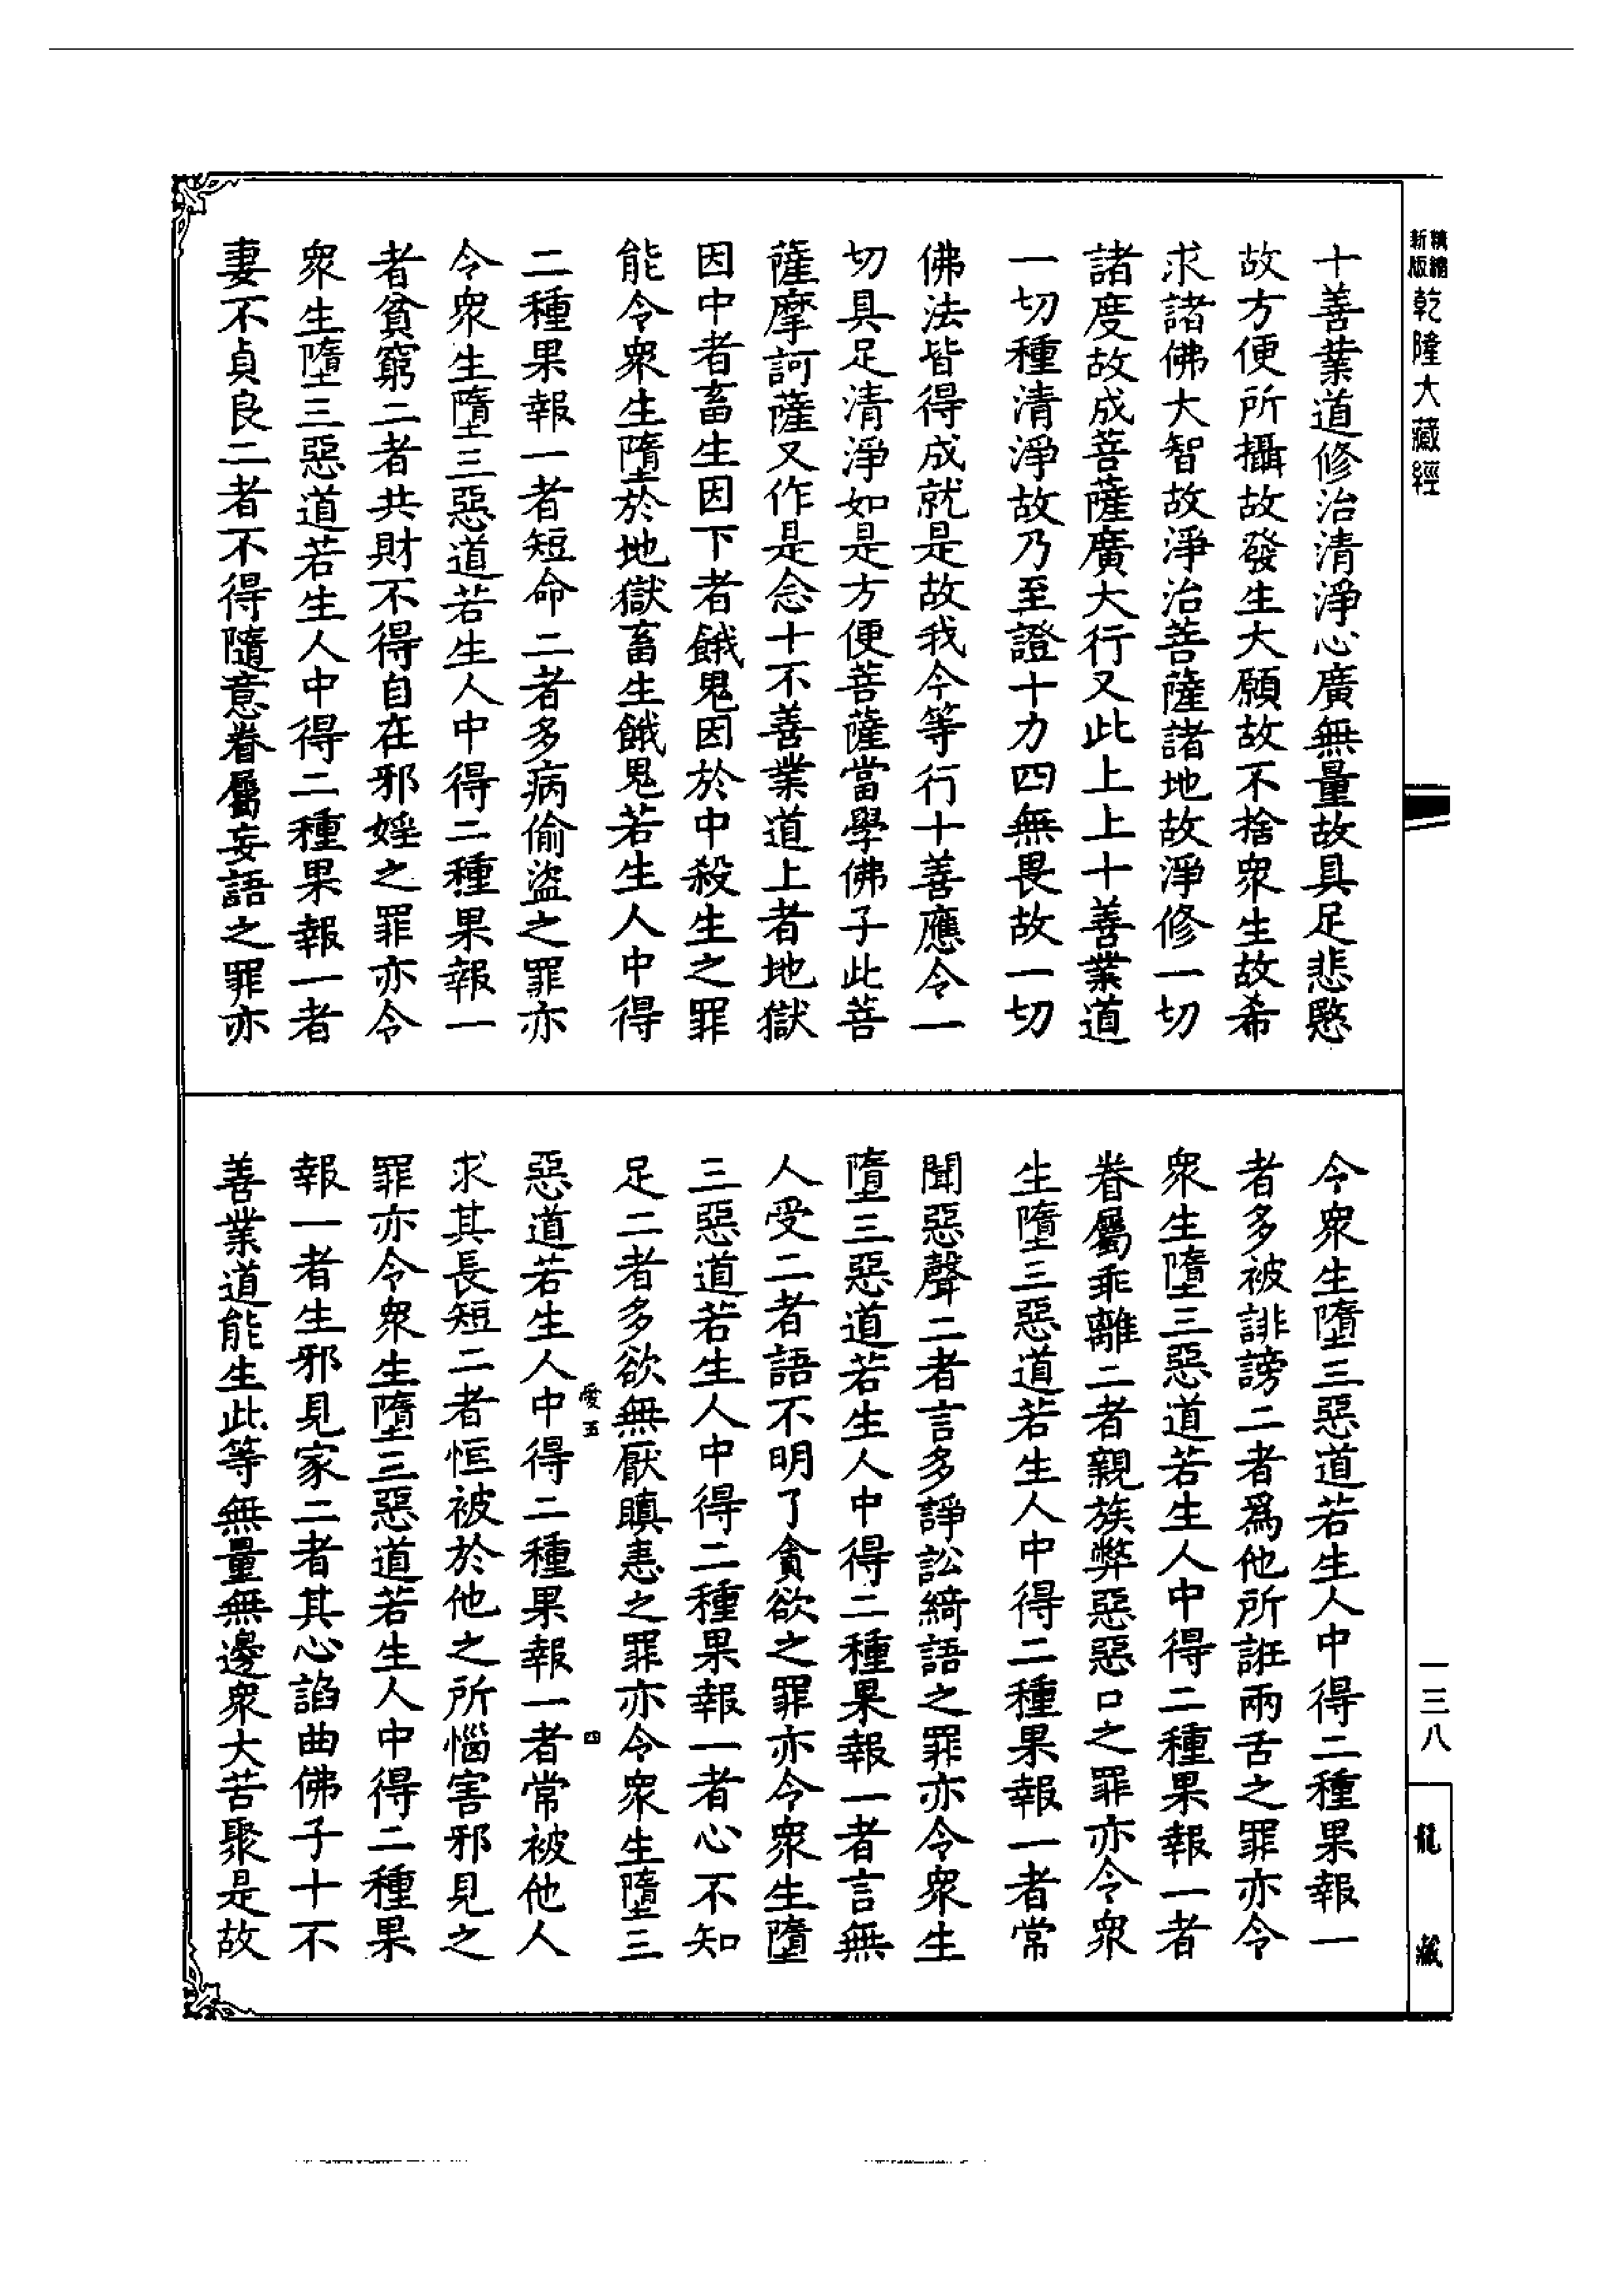 精縮
新版
乾隆大藏經
十善業道修治清淨心廣無量故具足悲愍
故方便所攝故發生大願故不捨衆生故希
求諸佛大智故淨治菩薩諸地故淨修一切
諸度故成菩薩廣大行又此上上十善業道
一切種清淨故乃至證十力四無畏故一切
佛法皆得成就是故我今等行十善應令一
切具足清淨如是方便菩薩當學佛子此菩
薩摩訶薩又作是念十不善業道上者地獄
因中者畜生因下者餓鬼因於中殺生之罪
能令衆生墮於地獄畜生餓鬼若生人中得
二種果報一者短命二者多病偷盜之罪亦
令衆生墮三惡道若生人中得二種果報一
者貧窮二者共財不得自在邪婬之罪亦令
衆生墮三惡道若生人中得二種果報一者
妻不貞良二者不得隨意眷屬妄語之罪亦
令衆生墮三惡道若生人中得二種果報一
者多被誹謗二者爲他所誑兩舌之罪亦令
衆生墮三惡道若生人中得二種果報一者
眷屬乖離二者親族弊惡惡口之罪亦令衆
生墮三惡道若生人中得二種果報一者常
聞惡聲二者言多諍訟綺語之罪亦令衆生
墮三惡道若生人中得二種果報一者言無
人受二者語不明了貪欲之罪亦令衆生墮
三惡道若生人中得二種果報一者心不知
足二者多欲無厭瞋恚之罪亦令衆生墮三
愛五
四
惡道若生人中得二種果報一者常被他人
求其長短二者恒被於他之所惱害邪見之
罪亦令衆生墮三惡道若生人中得二種果
報一者生邪見家二者其心諂曲佛子十不
善業道能生此等無量無邊衆大苦聚是故
一三八
龍藏